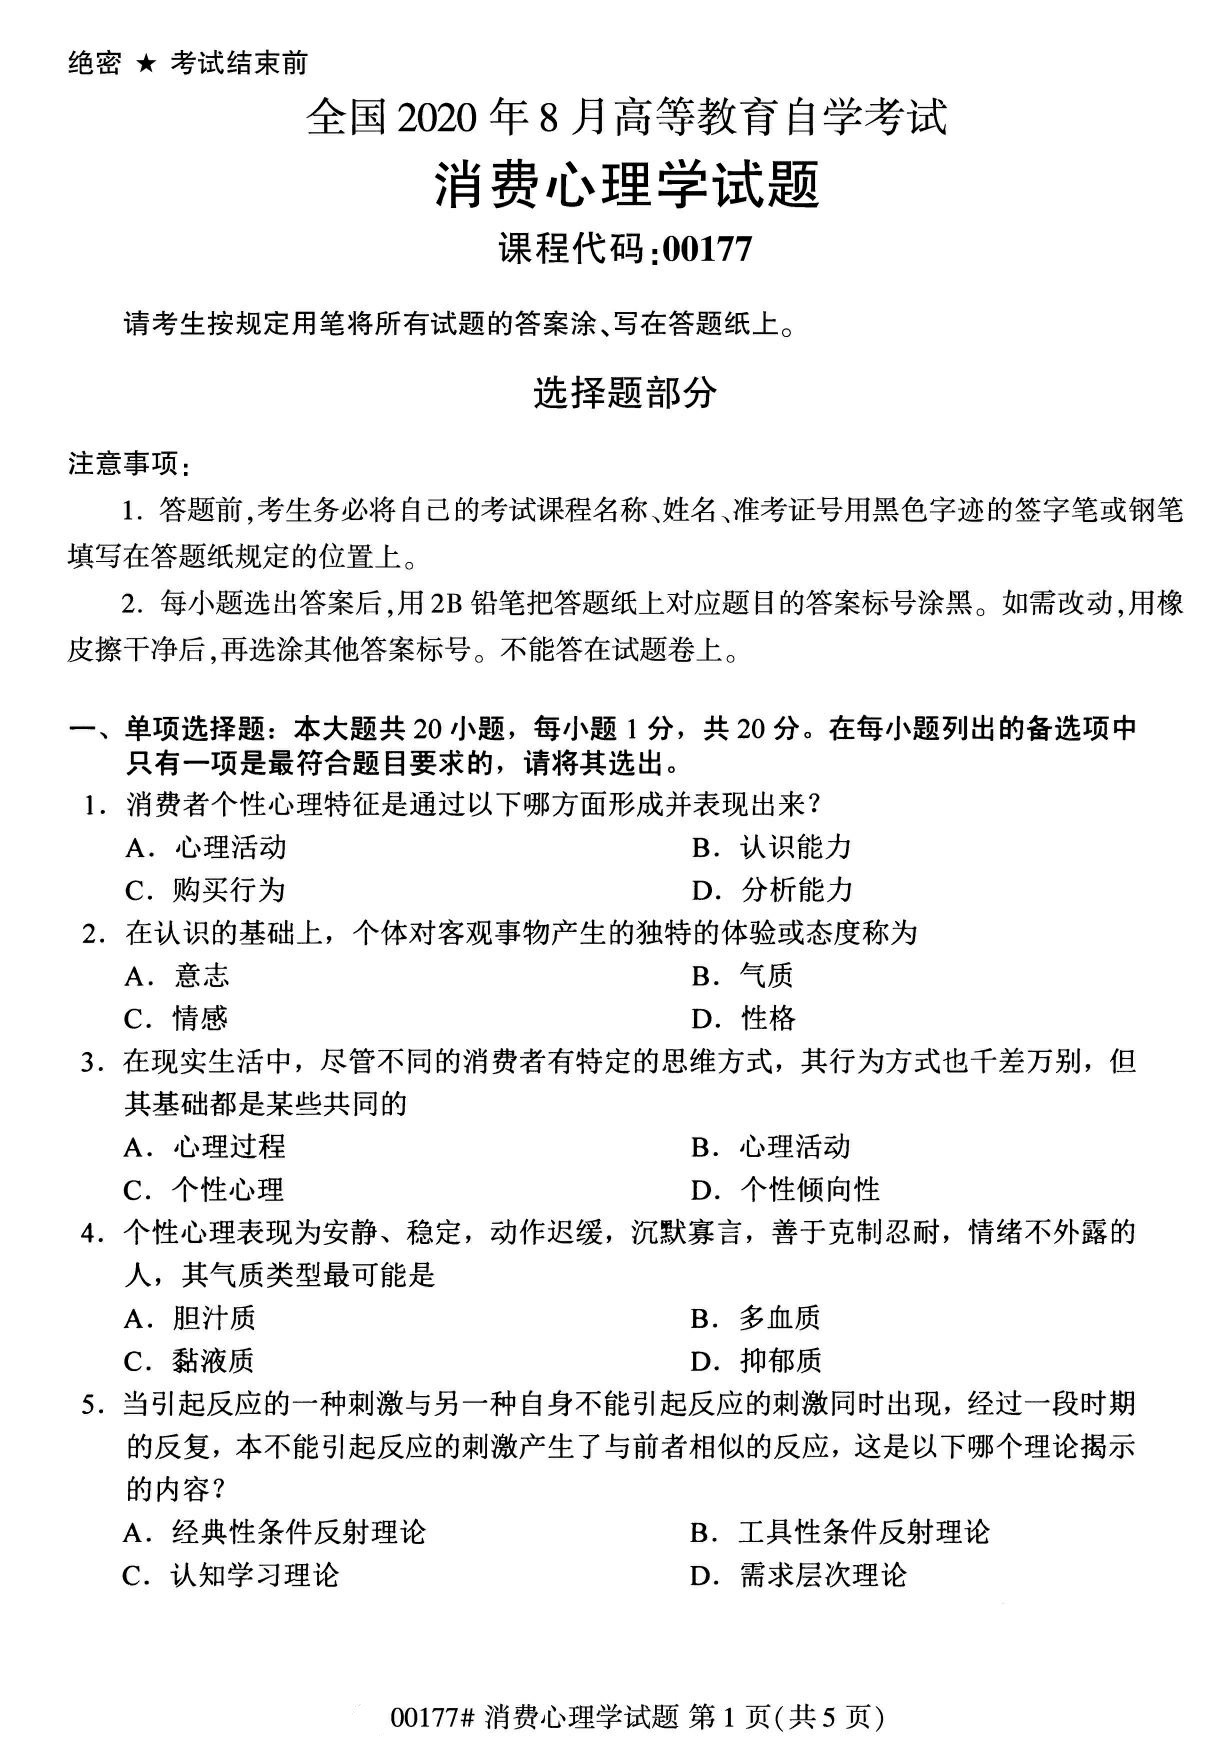 绝密 ★ 考试结束前
全国 2020 年 8 月高等教育自学考试
消费心理学试题
课程代码:00177
请考生按规定用笔将所有试题的答案涂、写在答题纸上。
选择题部分
注意事项:
1. 答题前,考生务必将自己的考试课程名称、姓名、准考证号用黑色字迹的签字笔或钢笔
填写在答题纸规定的位置上。
2. 每小题选出答案后,用 2B 铅笔把答题纸上对应题目的答案标号涂黑。如需改动,用橡
皮擦干净后,再选涂其他答案标号。不能答在试题卷上。
一、单项选择题：本大题共 20 小题，每小题 1 分，共 20 分。在每小题列出的备选项中
只有一项是最符合题目要求的，请将其选出。
1．消费者个性心理特征是通过以下哪方面形成并表现出来？
A．心理活动 B．认识能力
C．购买行为 D．分析能力
2．在认识的基础上，个体对客观事物产生的独特的体验或态度称为
A．意志 B．气质
C．情感 D．性格
3．在现实生活中，尽管不同的消费者有特定的思维方式，其行为方式也千差万别，但
其基础都是某些共同的
A．心理过程 B．心理活动
C．个性心理 D．个性倾向性
4．个性心理表现为安静、稳定，动作迟缓，沉默寡言，善于克制忍耐，情绪不外露的
人，其气质类型最可能是
A．胆汁质 B．多血质
C．黏液质 D．抑郁质
5．当引起反应的一种刺激与另一种自身不能引起反应的刺激同时出现，经过一段时期
的反复，本不能引起反应的刺激产生了与前者相似的反应，这是以下哪个理论揭示
的内容？
A．经典性条件反射理论 B．工具性条件反射理论
C．认知学习理论 D．需求层次理论
00177# 消费心理学试题 第 1 页(共 5 页)